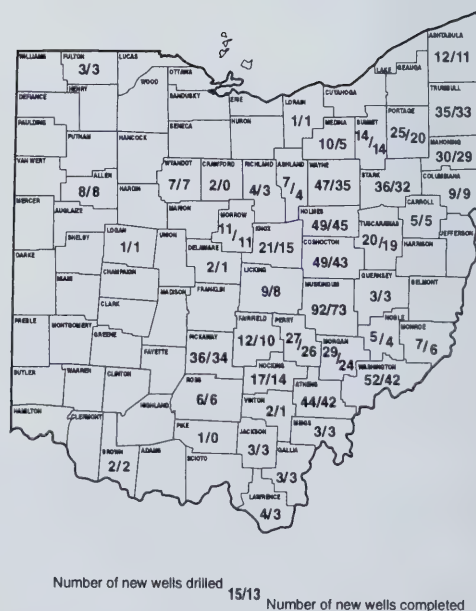 ASHTABULA
12/11
WILLIAMS
FULTON
3/3
LUCAS
OTTAWA
LAKE
GEAUGA
CUYAHOGA
TRUMBULL
35/33
WOOD
HENRY
DEFIANCE
SANDUSKY
ERIE
LORAIN
1/1
MEDINA
10/5
SUMMIT
14/14
PORTAGE
25/20
MAHONING
30/29
PAULDING
PUTNAM
HANCOCK
SENECA
HURON
VAN WERT
ALLEN
8/8
HARDIN
WYANDOT
7/7
CRAWFORD
2/0
RICHLAND
4/3
ASHLAND
7/4
WAYNE
47/35
STARK
36/32
COLUMBIANA
9/9
CARROLL
5/5
JEFFERSON
MERCER
AUGLAIZE
MARION
MORROW
11/11
KNOX
21/15
HOLMES
49/45
COSHOCTON
49/43
TUSCARAWAS
20/19
HARRISON
SHELBY
LOGAN
1/1
UNION
DELAWARE
2/1
DARKE
MIAMI
CHAMPAIGN
CLARK
MADISON
FRANKLIN
LICKING
9/8
MUSKINGUM
92/73
GUERNSEY
3/3
BELMONT
NOBLE
5/4
MONROE
7/6
PREBLE
MONTGOMERY
GREENE
FAYETTE
PICKAWAY
36/34
FAIRFIELD
12/10
PERRY
27/26
MORGAN
29/24
WASHINGTON
52/42
BUTLER
WARREN
CLINTON
ROSS
6/6
HOCKING
17/14
ATHENS
44/42
VINTON
2/1
MEIGS
3/3
HAMILTON
CLERMONT
HIGHLAND
PIKE
1/0
JACKSON
3/3
GALLIA
3/3
BROWN
2/2
ADAMS
SCIOTO
LAWRENCE
4/3
Number of new wells drilled
15/13
Number of new wells completed